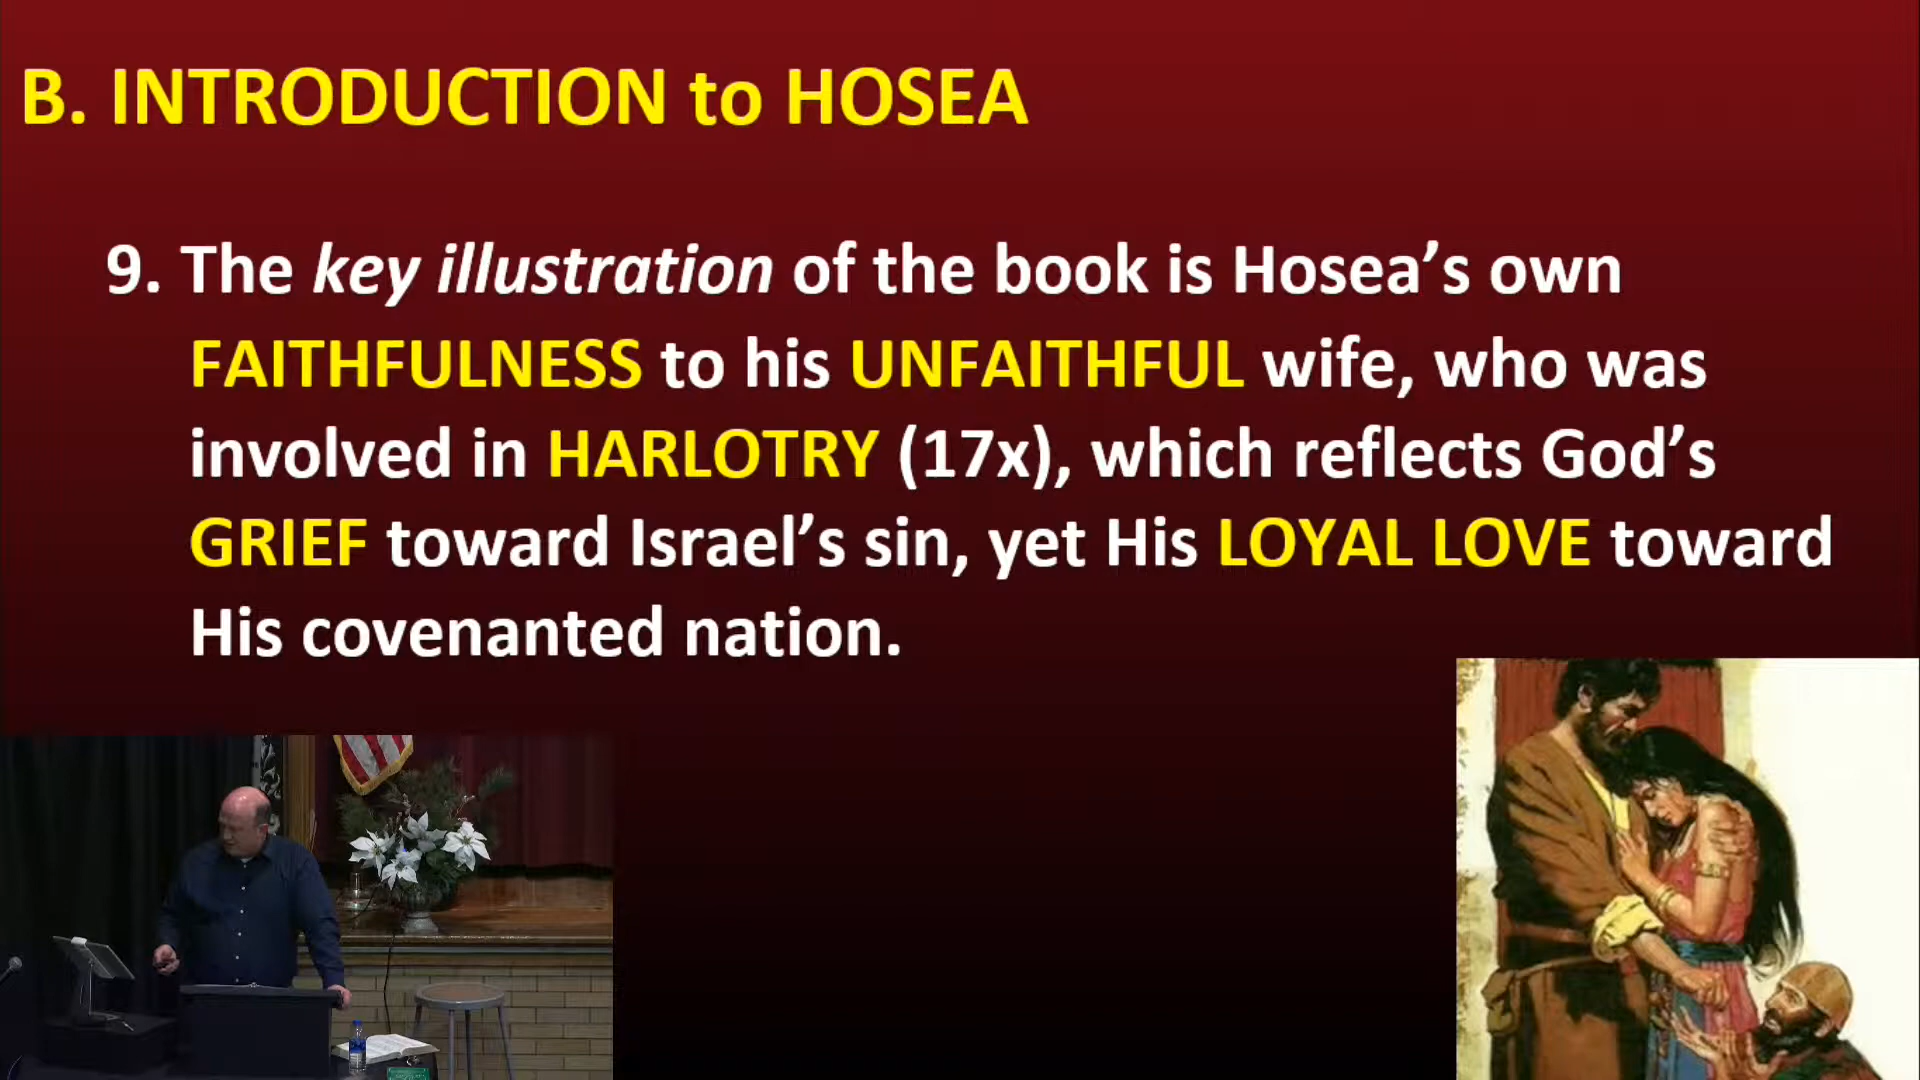 B. INTRODUCTION to HOSEA
9. The key illustration of the book is Hosea’s own
FAITHFULNESS to his UNFAITHFUL wife, who was
involved in HARLOTRY (17x), which reflects God’s
GRIEF toward Israel’s sin, yet His LOYAL LOVE toward
His covenanted nation.